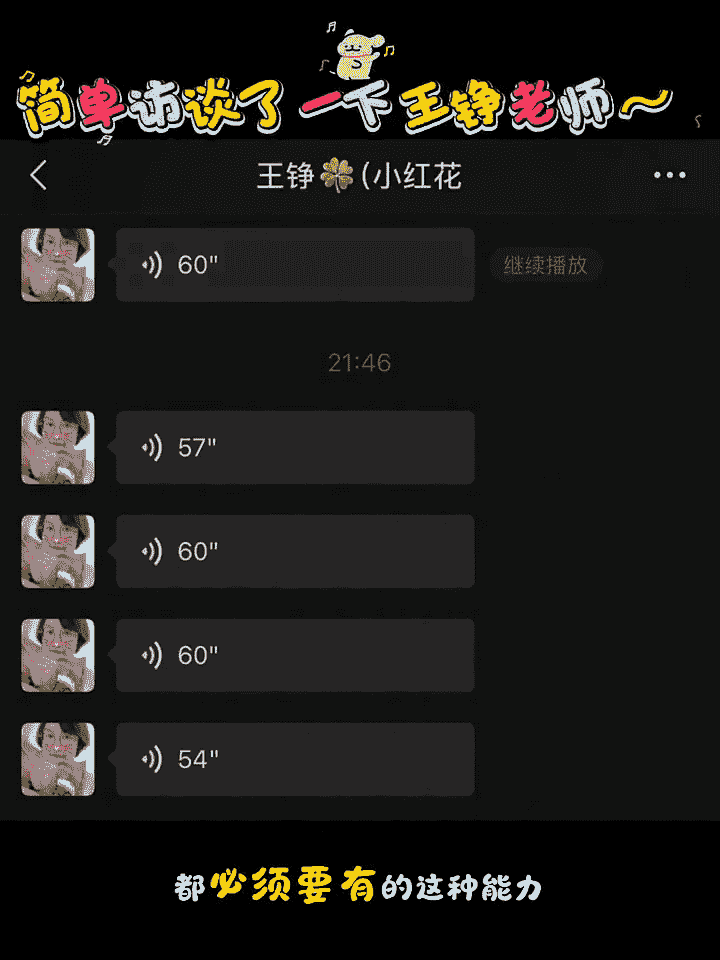 简单访谈了一下王铮老师～
王铮🍀(小红花
60"
继续播放
21:46
57"
60"
60"
54"
都必须要有的这种能力